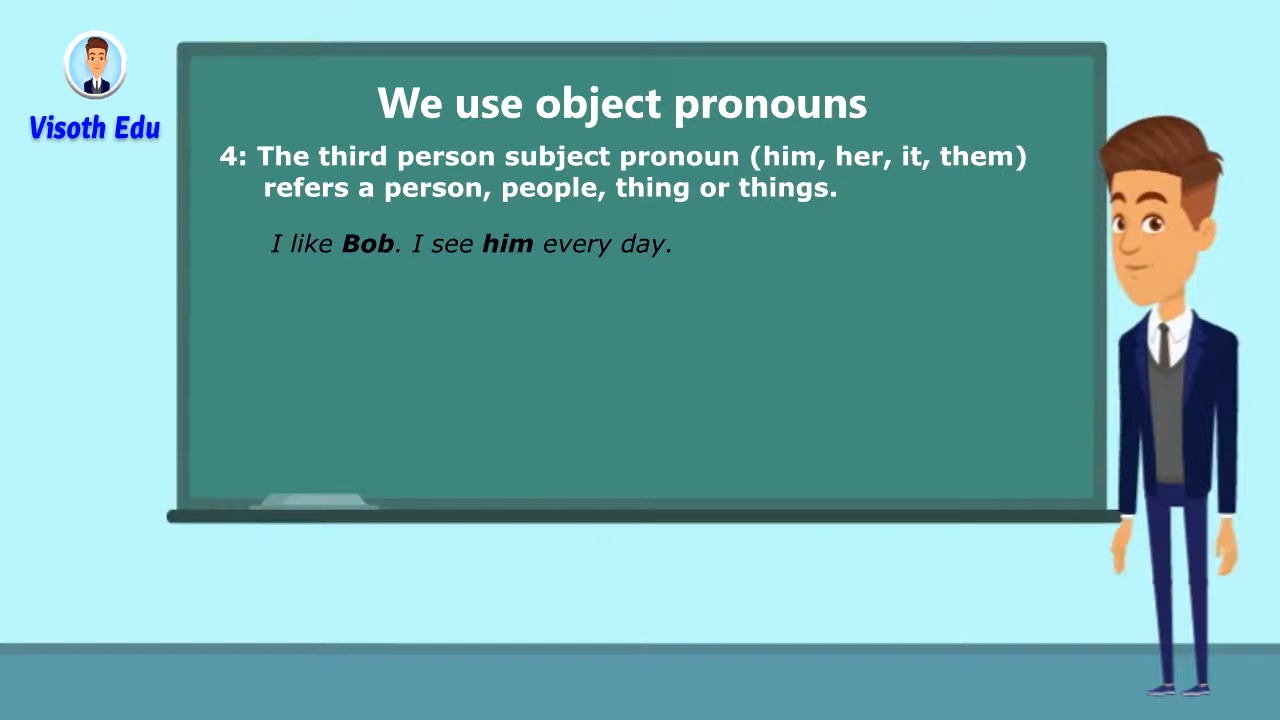 Visoth Edu
We use object pronouns
4: The third person subject pronoun (him, her, it, them)
refers a person, people, thing or things.
I like Bob. I see him every day.